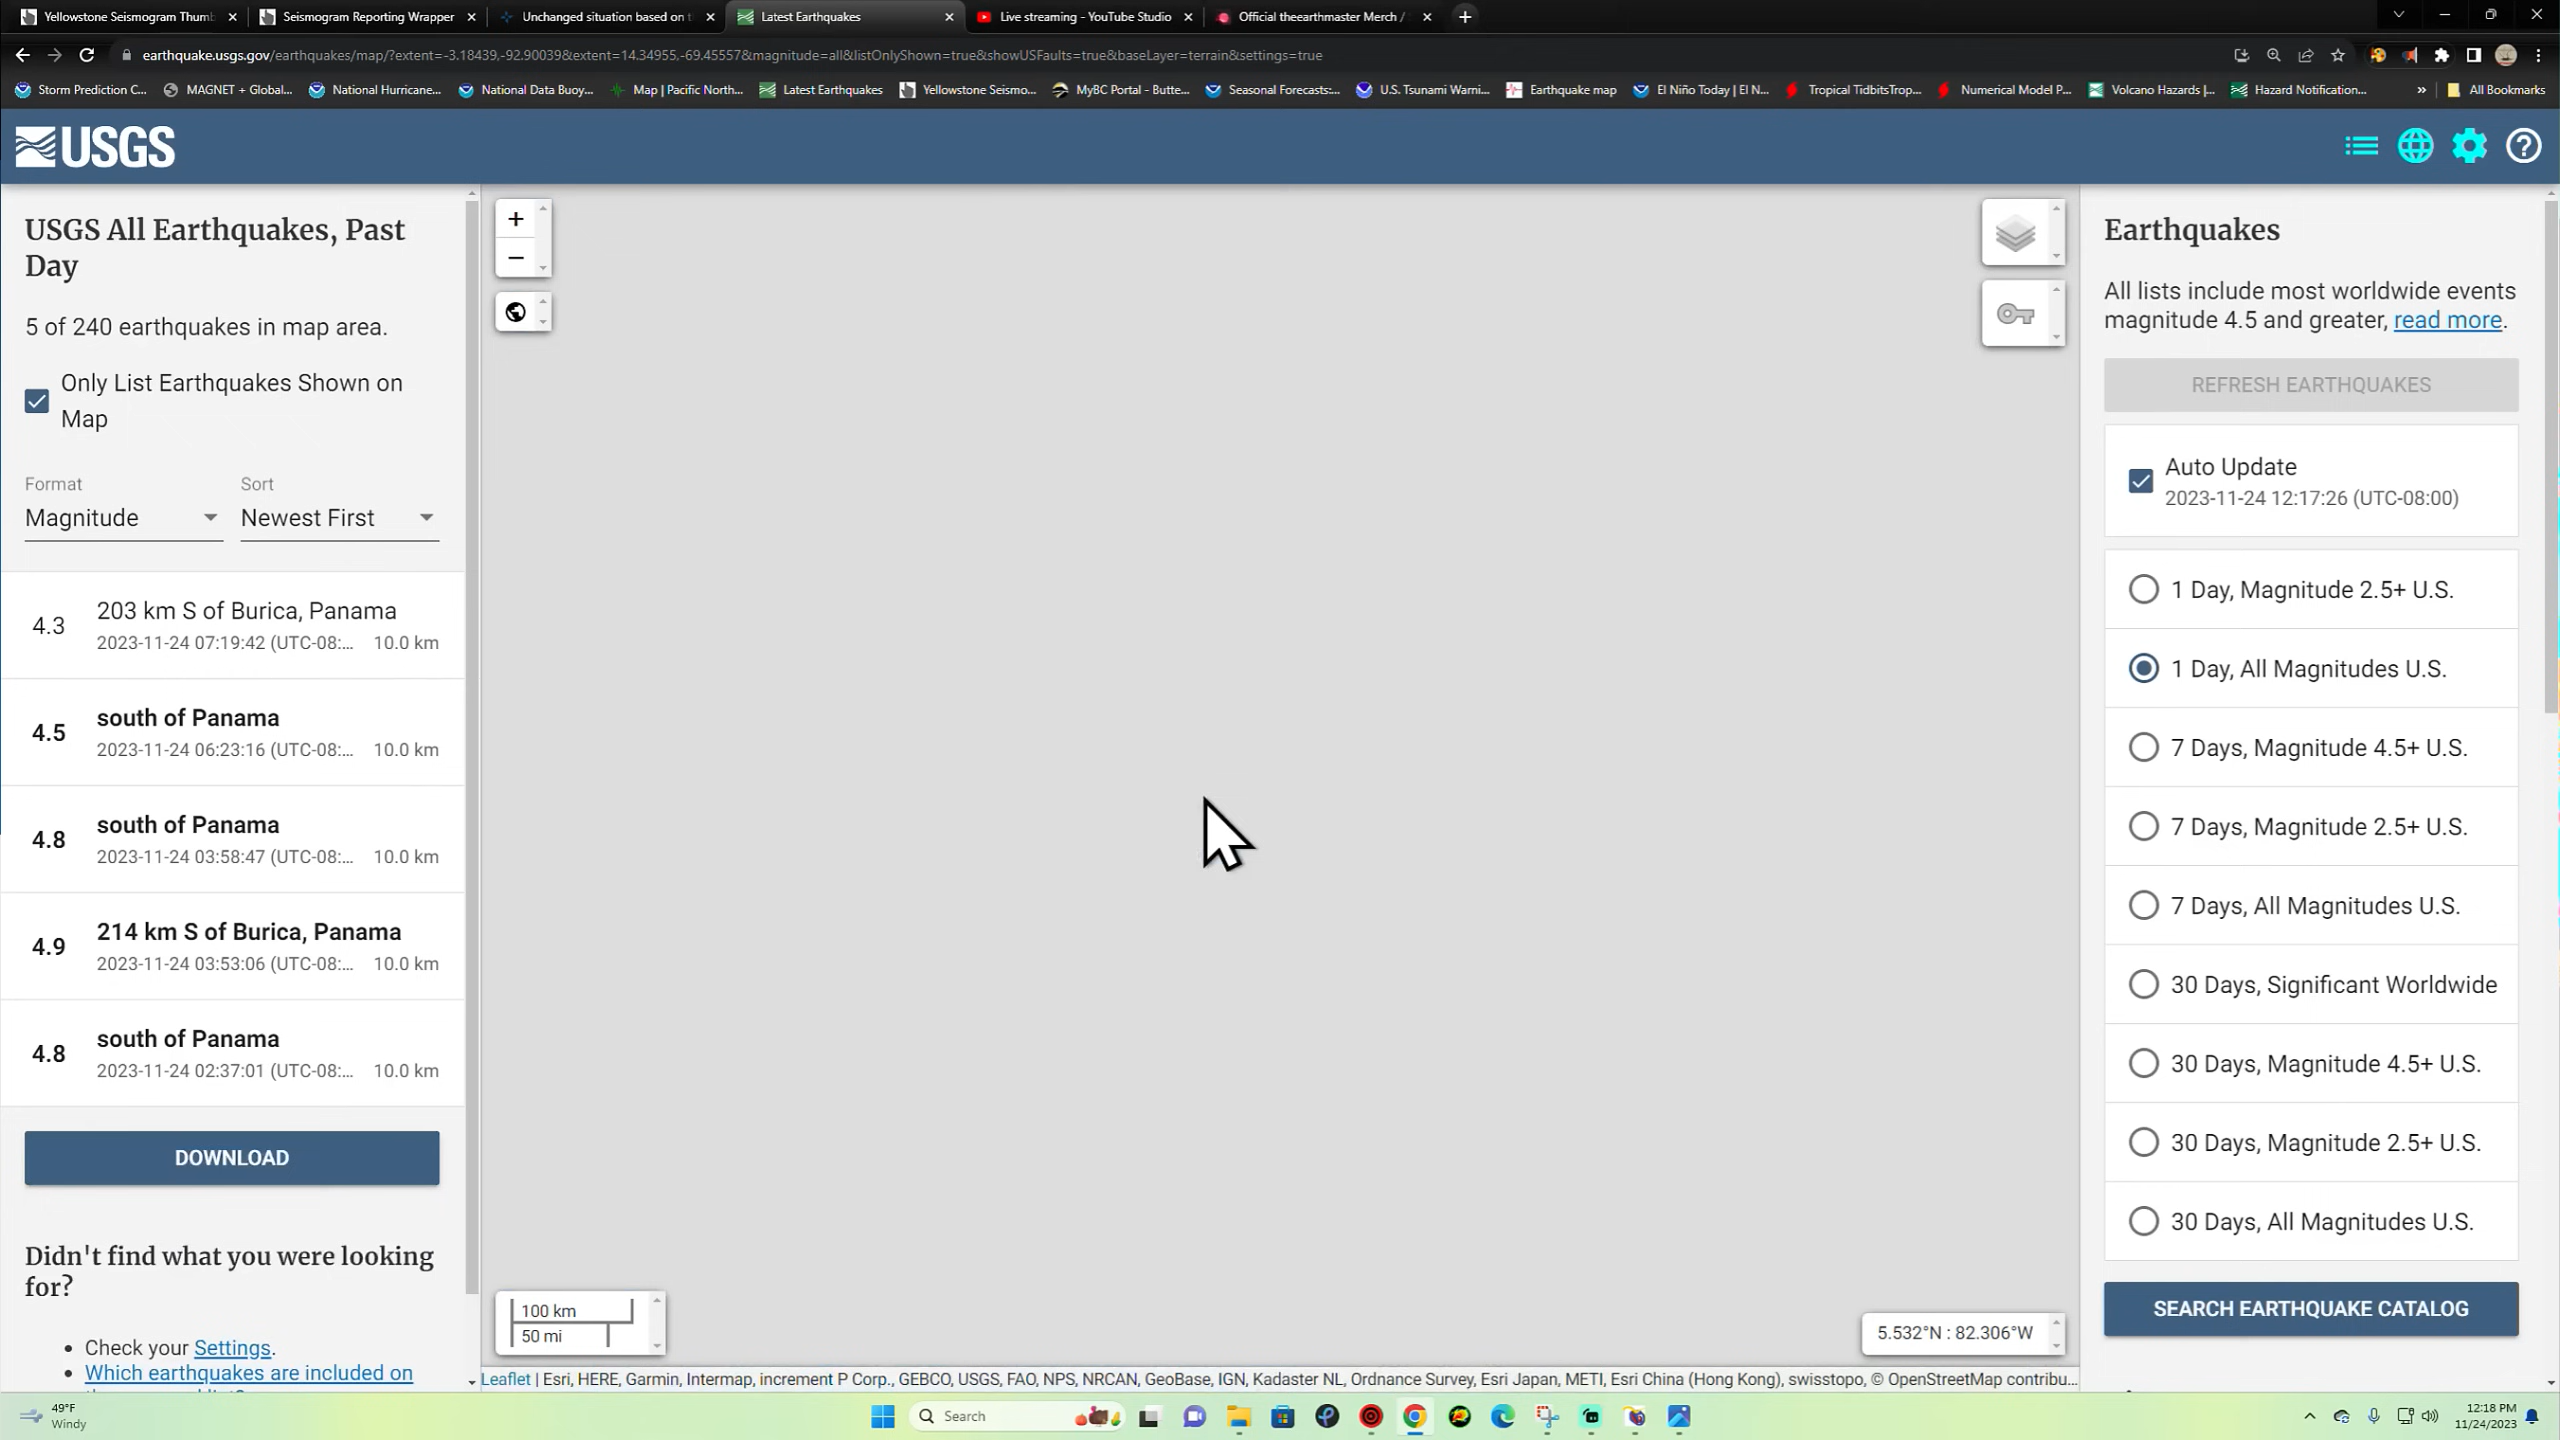 Yellowstone Seismogram Thumb
Seismogram Reporting Wrapper
Unchanged situation based on t
Latest Earthquakes
Live streaming - YouTube Studio
Official theearthmaster Merch /
earthquake.usgs.gov/earthquakes/map/?extent=-3.18439,-92.90039&extent=14.34955,-69.45557&magnitude=all&listOnlyShown=true&showUSFaults=true&baseLayer=terrain&settings=true
Storm Prediction C...
MAGNET + Global...
National Hurricane...
National Data Buoy...
Map | Pacific North...
Latest Earthquakes
Yellowstone Seismo...
MyBC Portal - Butte...
Seasonal Forecasts:...
U.S. Tsunami Warni...
Earthquake map
El Niño Today | El N...
Tropical TidbitsTrop...
Numerical Model P...
Volcano Hazards |...
Hazard Notification...
»
All Bookmarks
USGS
USGS All Earthquakes, Past
Day
5 of 240 earthquakes in map area.
Only List Earthquakes Shown on
Map
Format
Sort
Magnitude
Newest First
4.3
203 km S of Burica, Panama
2023-11-24 07:19:42 (UTC-08:... 10.0 km
4.5
south of Panama
2023-11-24 06:23:16 (UTC-08:... 10.0 km
4.8
south of Panama
2023-11-24 03:58:47 (UTC-08:... 10.0 km
4.9
214 km S of Burica, Panama
2023-11-24 03:53:06 (UTC-08:... 10.0 km
4.8
south of Panama
2023-11-24 02:37:01 (UTC-08:... 10.0 km
DOWNLOAD
Didn't find what you were looking
for?
• Check your Settings.
• Which earthquakes are included on
+
−
100 km
50 mi
5.532°N : 82.306°W
Leaflet | Esri, HERE, Garmin, Intermap, increment P Corp., GEBCO, USGS, FAO, NPS, NRCAN, GeoBase, IGN, Kadaster NL, Ordnance Survey, Esri Japan, METI, Esri China (Hong Kong), swisstopo, © OpenStreetMap contribu...
Earthquakes
All lists include most worldwide events
magnitude 4.5 and greater, read more.
REFRESH EARTHQUAKES
Auto Update
2023-11-24 12:17:26 (UTC-08:00)
1 Day, Magnitude 2.5+ U.S.
1 Day, All Magnitudes U.S.
7 Days, Magnitude 4.5+ U.S.
7 Days, Magnitude 2.5+ U.S.
7 Days, All Magnitudes U.S.
30 Days, Significant Worldwide
30 Days, Magnitude 4.5+ U.S.
30 Days, Magnitude 2.5+ U.S.
30 Days, All Magnitudes U.S.
SEARCH EARTHQUAKE CATALOG
49°F
Windy
Search
12:18 PM
11/24/2023